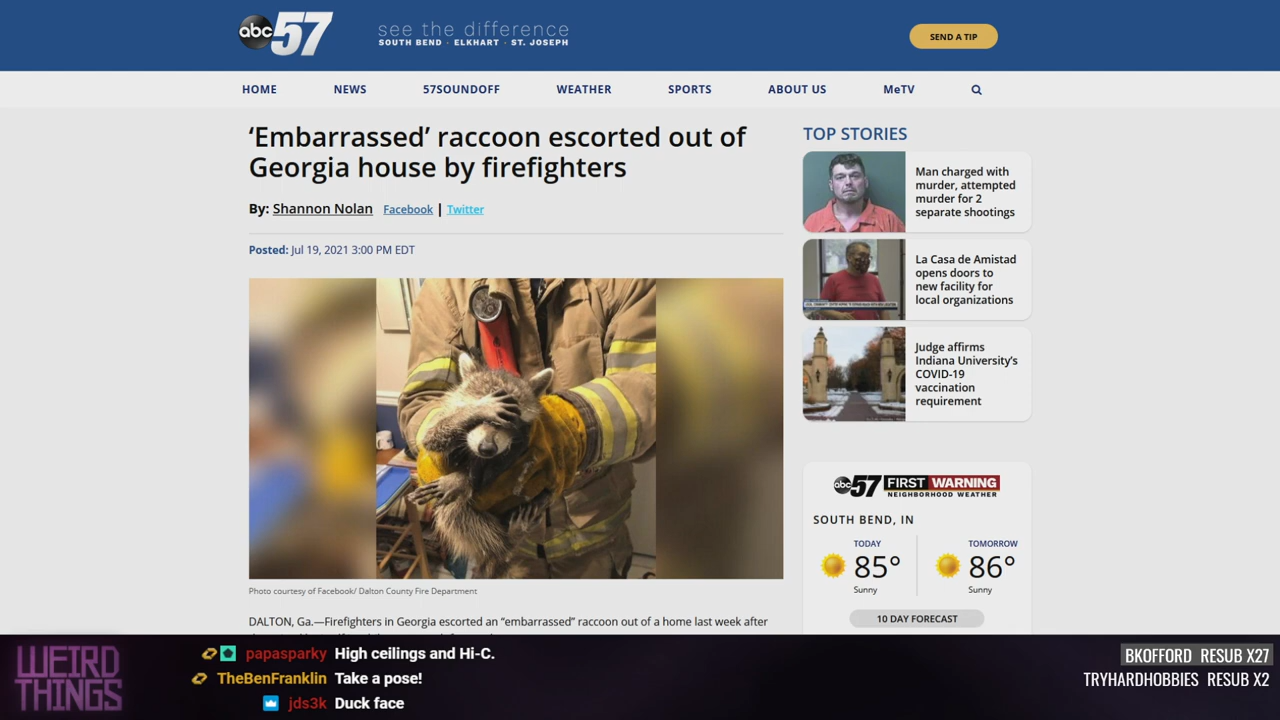 abc 57
see the difference
SOUTH BEND · ELKHART · ST. JOSEPH
SEND A TIP
HOME NEWS 57SOUNDOFF WEATHER SPORTS ABOUT US MeTV
‘Embarrassed’ raccoon escorted out of
Georgia house by firefighters
By: Shannon Nolan Facebook | Twitter
Posted: Jul 19, 2021 3:00 PM EDT
Photo courtesy of Facebook/ Dalton County Fire Department
DALTON, Ga.—Firefighters in Georgia escorted an “embarrassed” raccoon out of a home last week after
TOP STORIES
Man charged with
murder, attempted
murder for 2
separate shootings
La Casa de Amistad
opens doors to
new facility for
local organizations
Judge affirms
Indiana University’s
COVID-19
vaccination
requirement
abc 57 FIRST WARNING
NEIGHBORHOOD WEATHER
SOUTH BEND, IN
TODAY
85°
Sunny
TOMORROW
86°
Sunny
10 DAY FORECAST
WEIRD
THINGS
papasparky High ceilings and Hi-C.
TheBenFranklin Take a pose!
jds3k Duck face
BKOFFORD RESUB X27
TRYHARDHOBBIES RESUB X2